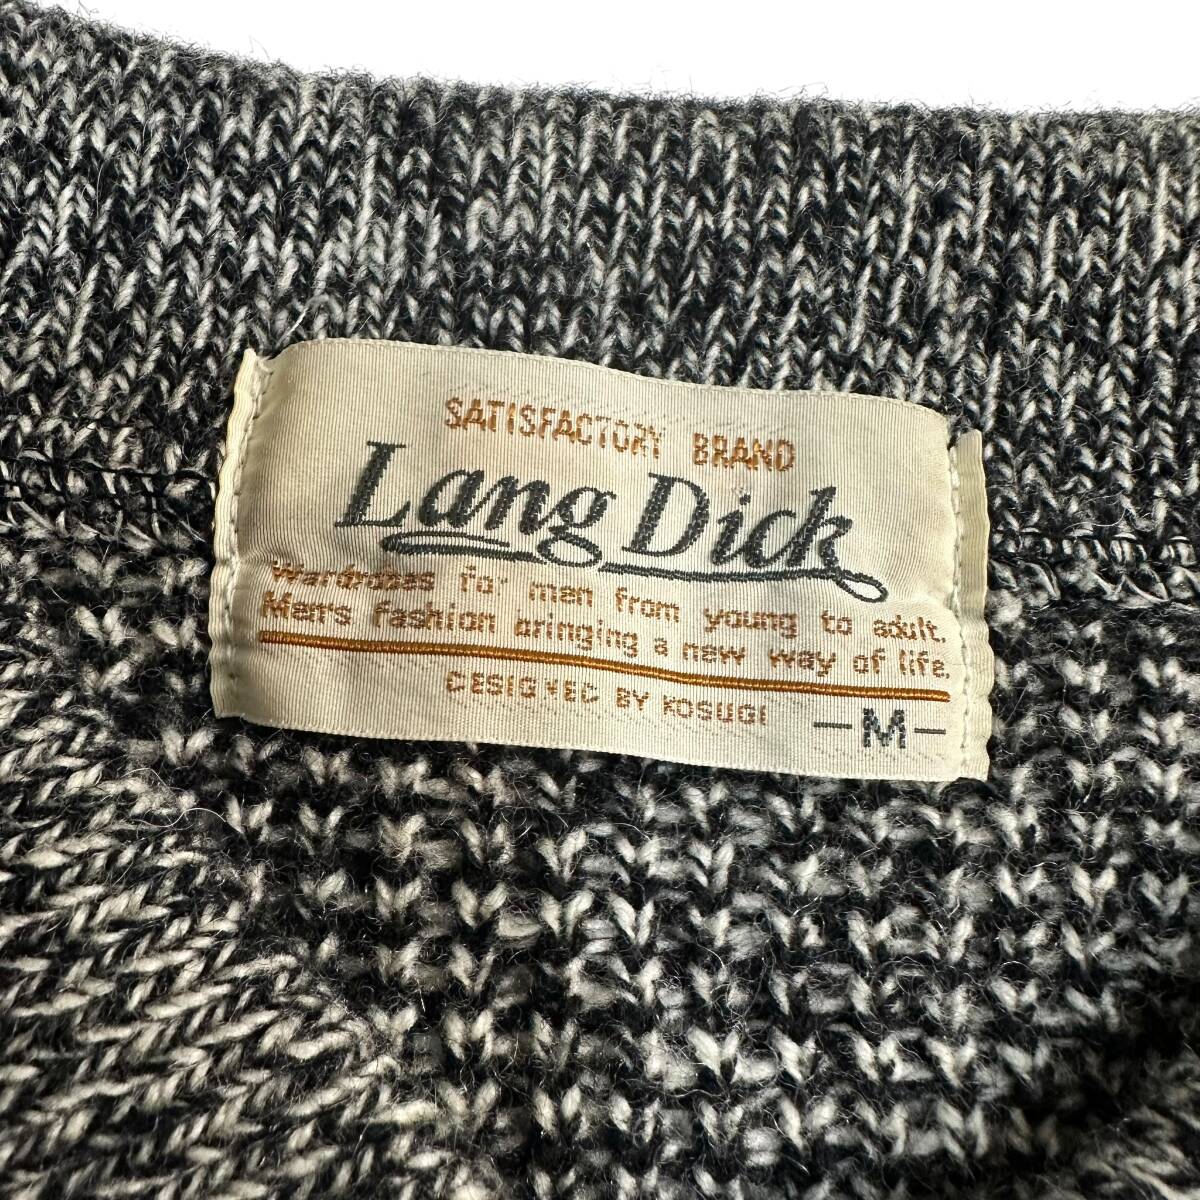 SATISFACTORY BRAND
Lang Dick
Wardrobes for men from young to adult.
Men's fashion bringing a new way of life.
DESIGNED BY KOSUGI
-M-